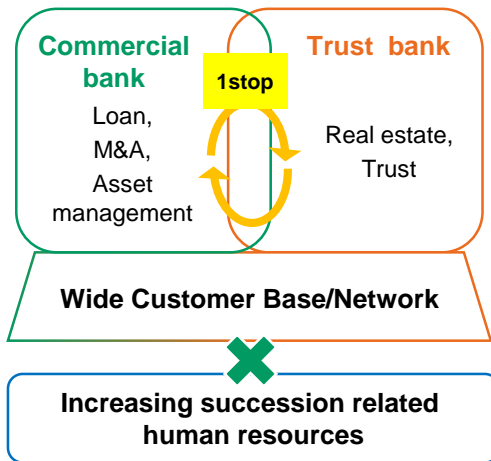 Commercial
bank
Trust bank
1stop
Loan,
M&A,
Asset
management
Real estate,
Trust
Wide Customer Base/Network
Increasing succession related
human resources